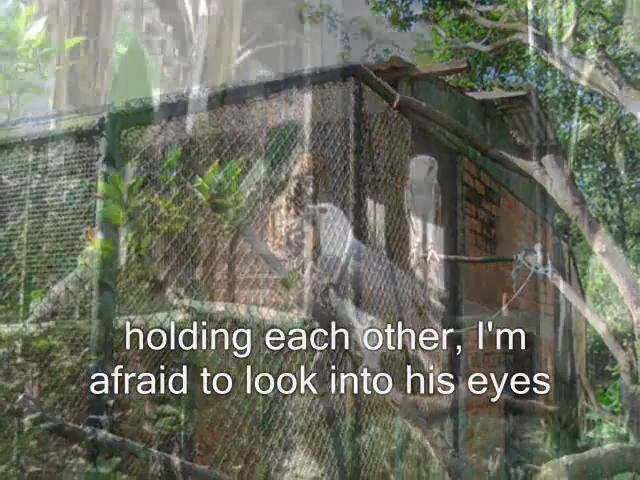 holding each other, I'm
afraid to look into his eyes